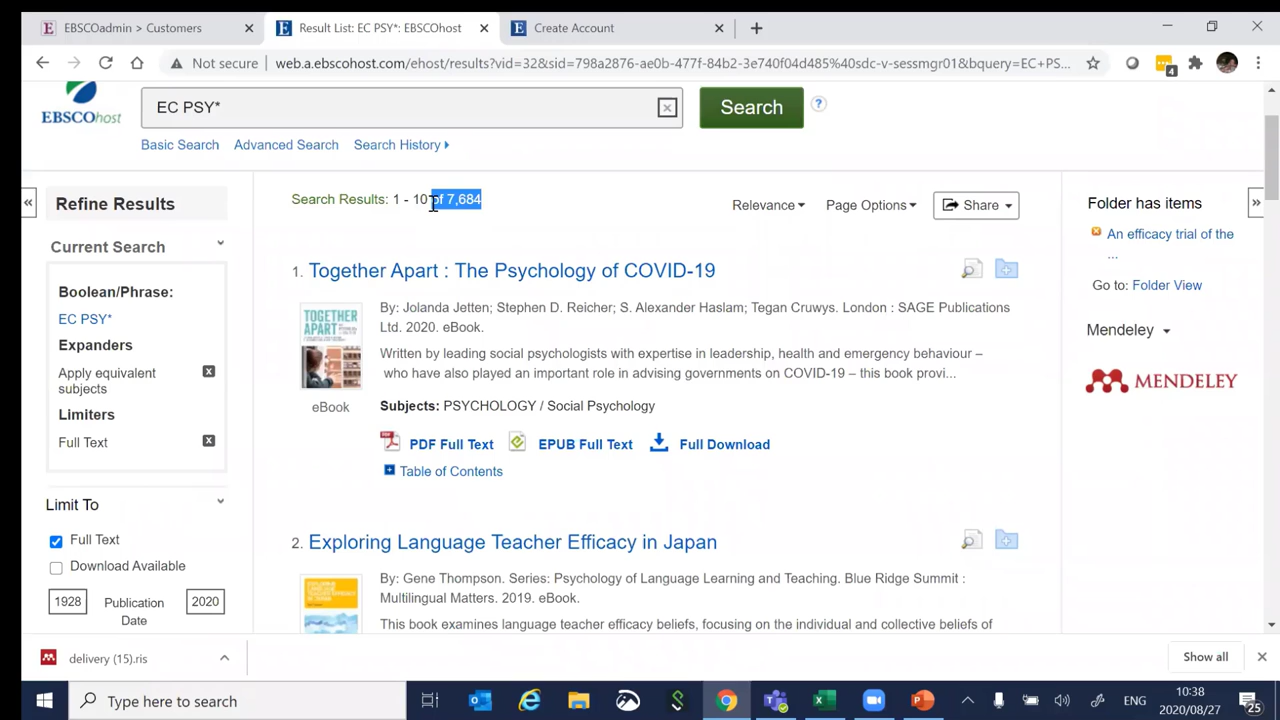 EBSCOadmin > Customers
Result List: EC PSY*: EBSCOhost
Create Account
Not secure
web.a.ebscohost.com/ehost/results?vid=32&sid=798a2876-ae0b-477f-84b2-3e740f04d485%40sdc-v-sessmgr01&bquery=EC+PS...
4
EBSCOhost
EC PSY*
Search
?
Basic Search
Advanced Search
Search History
«
Refine Results
Current Search
Boolean/Phrase:
EC PSY*
Expanders
Apply equivalent
subjects
Limiters
Full Text
Limit To
Full Text
Download Available
1928
Publication
Date
2020
Search Results: 1 - 10 of 7,684
Relevance
Page Options
Share
1. Together Apart : The Psychology of COVID-19
TOGETHER
APART
eBook
By: Jolanda Jetten; Stephen D. Reicher; S. Alexander Haslam; Tegan Cruwys. London : SAGE Publications
Ltd. 2020. eBook.
Written by leading social psychologists with expertise in leadership, health and emergency behaviour –
who have also played an important role in advising governments on COVID-19 – this book provi...
Subjects: PSYCHOLOGY / Social Psychology
PDF Full Text
EPUB Full Text
Full Download
Table of Contents
2. Exploring Language Teacher Efficacy in Japan
By: Gene Thompson. Series: Psychology of Language Learning and Teaching. Blue Ridge Summit :
Multilingual Matters. 2019. eBook.
This book examines language teacher efficacy beliefs, focusing on the individual and collective beliefs of
Folder has items
»
An efficacy trial of the
...
Go to: Folder View
Mendeley
MENDELEY
delivery (15).ris
Show all
Type here to search
ENG
10:38
2020/08/27
25